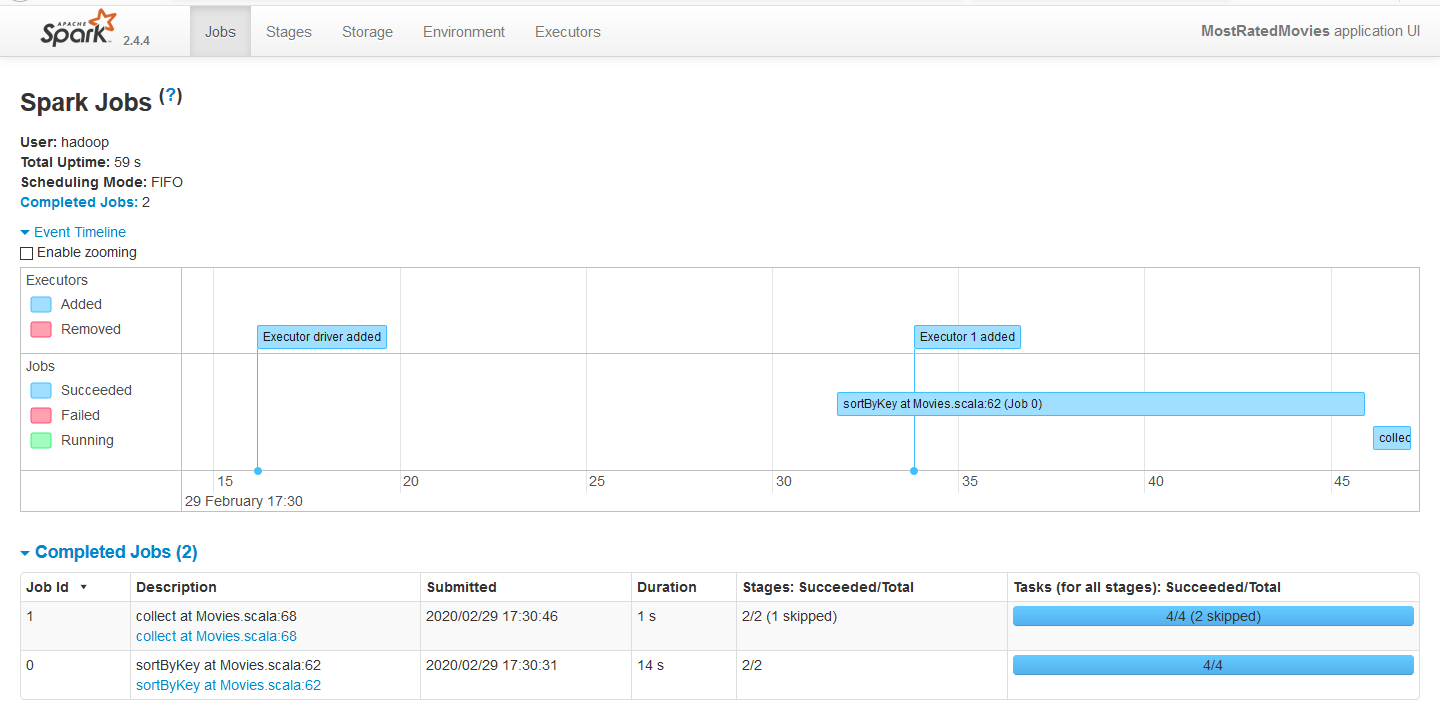 APACHE
Spark 2.4.4 Jobs Stages Storage Environment Executors MostRatedMovies application UI
Spark Jobs (?)
User: hadoop
Total Uptime: 59 s
Scheduling Mode: FIFO
Completed Jobs: 2
Event Timeline
Enable zooming
Executors
Added
Removed
Executor driver added Executor 1 added
Jobs
Succeeded
Failed
Running
sortByKey at Movies.scala:62 (Job 0)
collec
15 20 25 30 35 40 45
29 February 17:30
Completed Jobs (2)
Job Id ▾ Description Submitted Duration Stages: Succeeded/Total Tasks (for all stages): Succeeded/Total
1 collect at Movies.scala:68 2020/02/29 17:30:46 1 s 2/2 (1 skipped) 4/4 (2 skipped)
collect at Movies.scala:68
0 sortByKey at Movies.scala:62 2020/02/29 17:30:31 14 s 2/2 4/4
sortByKey at Movies.scala:62